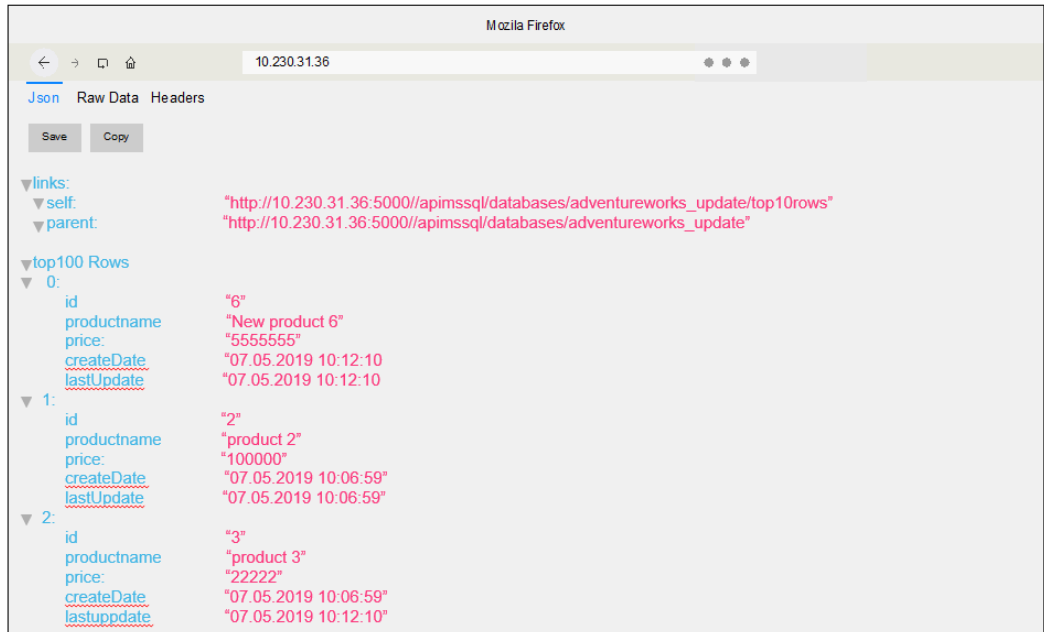 Mozila Firefox
10.230.31.36
Json Raw Data Headers
Save Copy
links:
self: “http://10.230.31.36:5000//apimssql/databases/adventureworks_update/top10rows”
parent: “http://10.230.31.36:5000//apimssql/databases/adventureworks_update”
top100 Rows
0:
id “6”
productname “New product 6”
price: “5555555”
createDate “07.05.2019 10:12:10
lastUpdate “07.05.2019 10:12:10
1:
id “2”
productname “product 2”
price: “100000”
createDate “07.05.2019 10:06:59”
lastUpdate “07.05.2019 10:06:59”
2:
id “3”
productname “product 3”
price: “22222”
createDate “07.05.2019 10:06:59”
lastuppdate “07.05.2019 10:12:10”